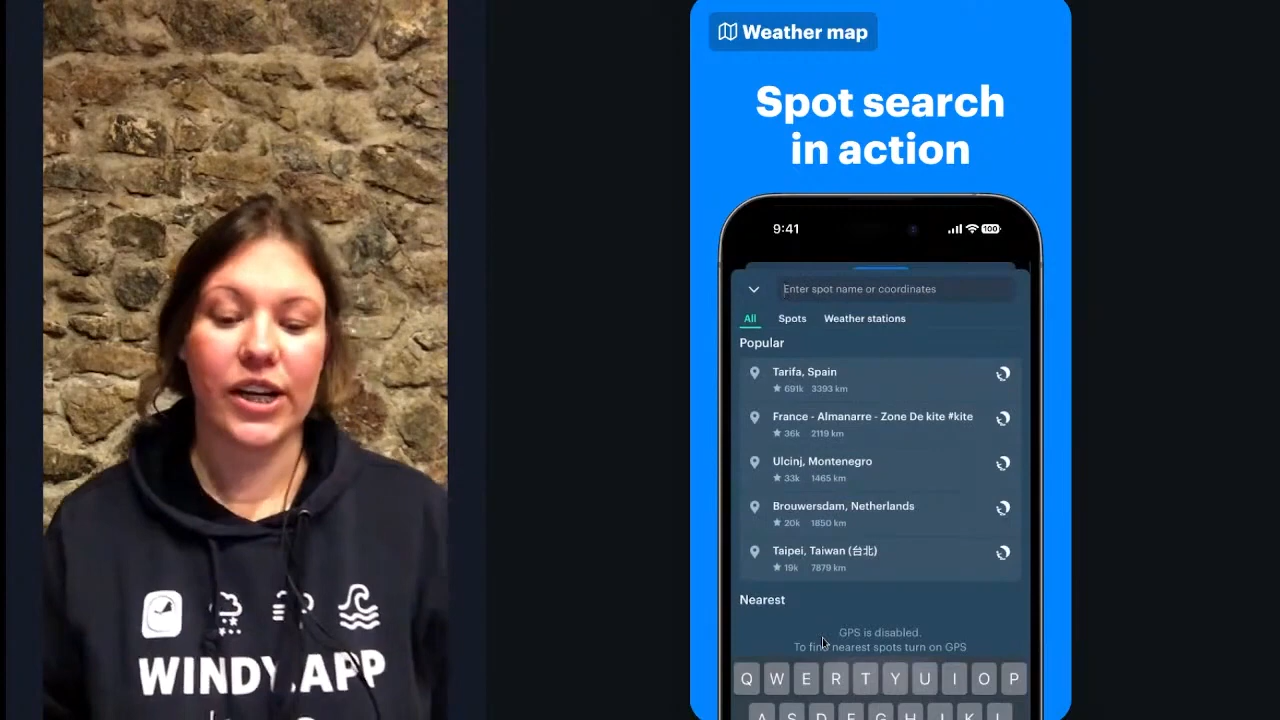 WINDY.APP
Weather map
Spot search
in action
9:41
100
Enter spot name or coordinates
All Spots Weather stations
Popular
Tarifa, Spain
★ 691k 3393 km
France - Almanarre - Zone De kite #kite
★ 36k 2119 km
Ulcinj, Montenegro
★ 33k 1465 km
Brouwersdam, Netherlands
★ 20k 1850 km
Taipei, Taiwan (台北)
★ 19k 7879 km
Nearest
GPS is disabled.
To find nearest spots turn on GPS
Q W E R T Y U I O P
A S D F G H J K L